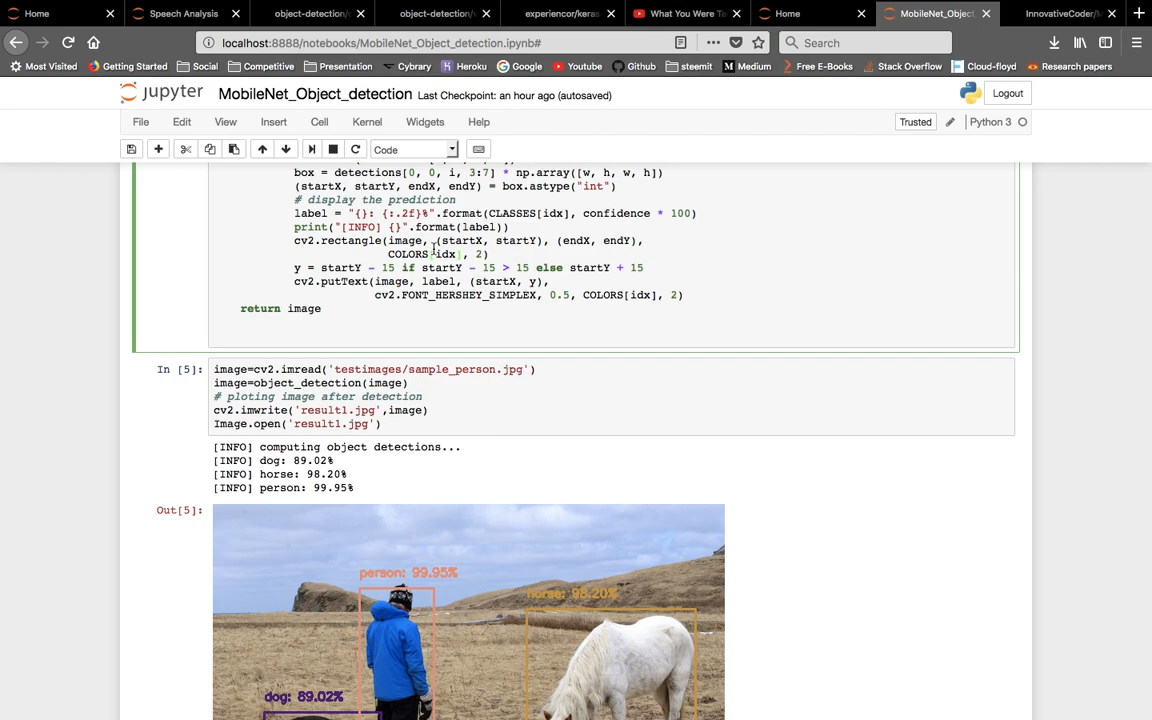 Home
Speech Analysis
object-detection/
object-detection/
experiencor/keras
What You Were Ta
Home
MobileNet_Object_
InnovativeCoder/
localhost:8888/notebooks/MobileNet_Object_detection.ipynb#
Search
Most Visited
Getting Started
Social
Competitive
Presentation
Cybrary
Heroku
Google
Youtube
Github
steemit
Medium
Free E-Books
Stack Overflow
Cloud-floyd
Research papers
jupyter
MobileNet_Object_detection Last Checkpoint: an hour ago (autosaved)
Logout
File
Edit
View
Insert
Cell
Kernel
Widgets
Help
Trusted
Python 3
Code
box = detections[0, 0, i, 3:7] * np.array([w, h, w, h])
(startX, startY, endX, endY) = box.astype("int")
# display the prediction
label = "{}: {:.2f}%".format(CLASSES[idx], confidence * 100)
print("[INFO] {}".format(label))
cv2.rectangle(image, (startX, startY), (endX, endY),
COLORS[idx], 2)
y = startY - 15 if startY - 15 > 15 else startY + 15
cv2.putText(image, label, (startX, y),
cv2.FONT_HERSHEY_SIMPLEX, 0.5, COLORS[idx], 2)
return image
In [5]:
image=cv2.imread('testimages/sample_person.jpg')
image=object_detection(image)
# ploting image after detection
cv2.imwrite('result1.jpg',image)
Image.open('result1.jpg')
[INFO] computing object detections...
[INFO] dog: 89.02%
[INFO] horse: 98.20%
[INFO] person: 99.95%
Out[5]:
person: 99.95%
horse: 98.20%
dog: 89.02%